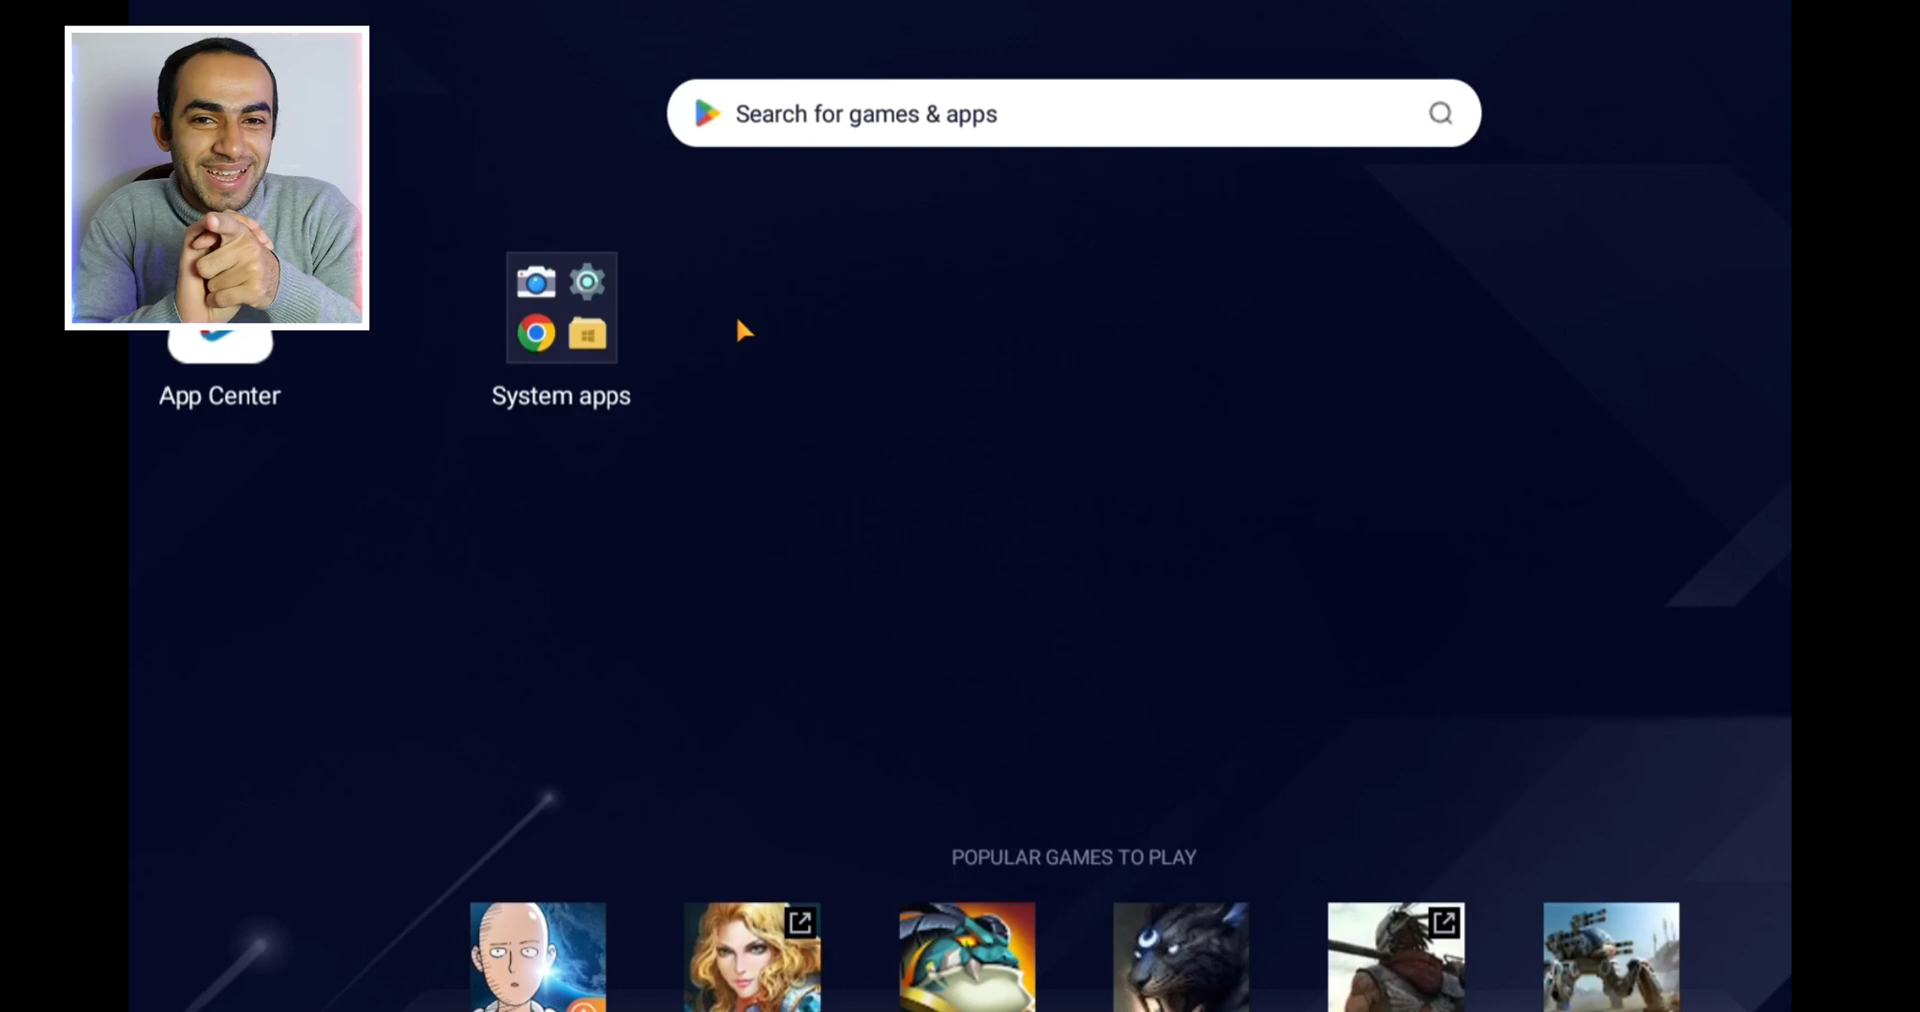 Search for games & apps
App Center
System apps
POPULAR GAMES TO PLAY